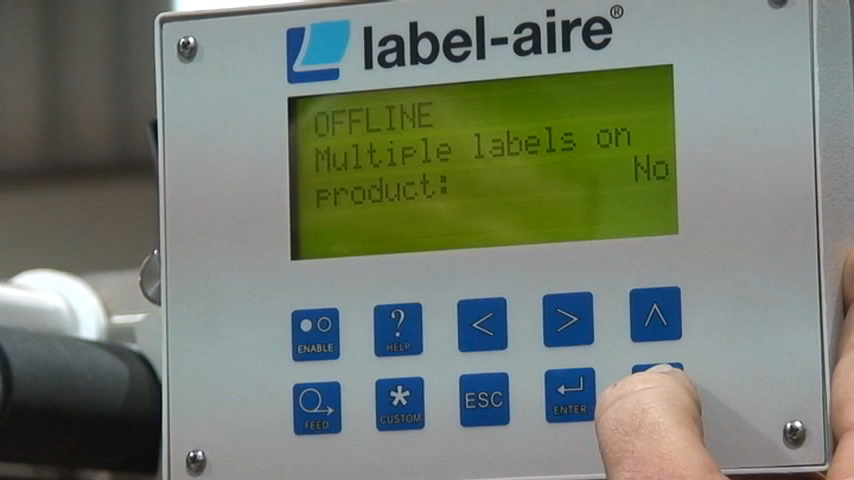 label-aire®
OFFLINE
Multiple labels on
product: No
ENABLE
?
HELP
<
>
^
FEED
*
CUSTOM
ESC
ENTER